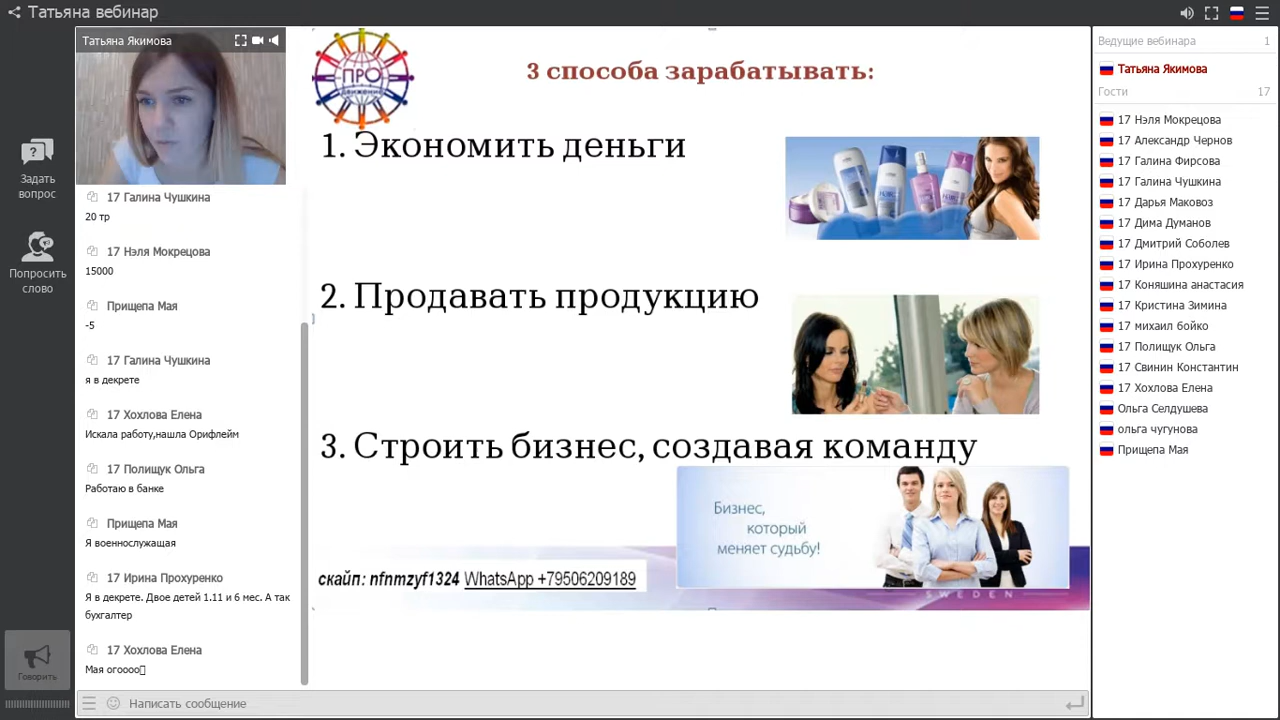 Татьяна вебинар
Татьяна Якимова
Задать
вопрос
Попросить
слово
Говорить
17 Галина Чушкина
20 тр
17 Нэля Мокрецова
15000
Прищепа Мая
-5
17 Галина Чушкина
я в декрете
17 Хохлова Елена
Искала работу,нашла Орифлейм
17 Полищук Ольга
Работаю в банке
Прищепа Мая
Я военнослужащая
17 Ирина Прохуренко
Я в декрете. Двое детей 1.11 и 6 мес. А так
бухгалтер
17 Хохлова Елена
Мая огоооо
Написать сообщение
ПРО
движение
3 способа зарабатывать:
1. Экономить деньги
2. Продавать продукцию
3. Строить бизнес, создавая команду
Бизнес,
который
меняет судьбу!
скайп: nfnmzyf1324 WhatsApp +79506209189
SWEDEN
Ведущие вебинара 1
Татьяна Якимова
Гости 17
17 Нэля Мокрецова
17 Александр Чернов
17 Галина Фирсова
17 Галина Чушкина
17 Дарья Маковоз
17 Дима Думанов
17 Дмитрий Соболев
17 Ирина Прохуренко
17 Коняшина анастасия
17 Кристина Зимина
17 михаил бойко
17 Полищук Ольга
17 Свинин Константин
17 Хохлова Елена
Ольга Селдушева
ольга чугунова
Прищепа Мая